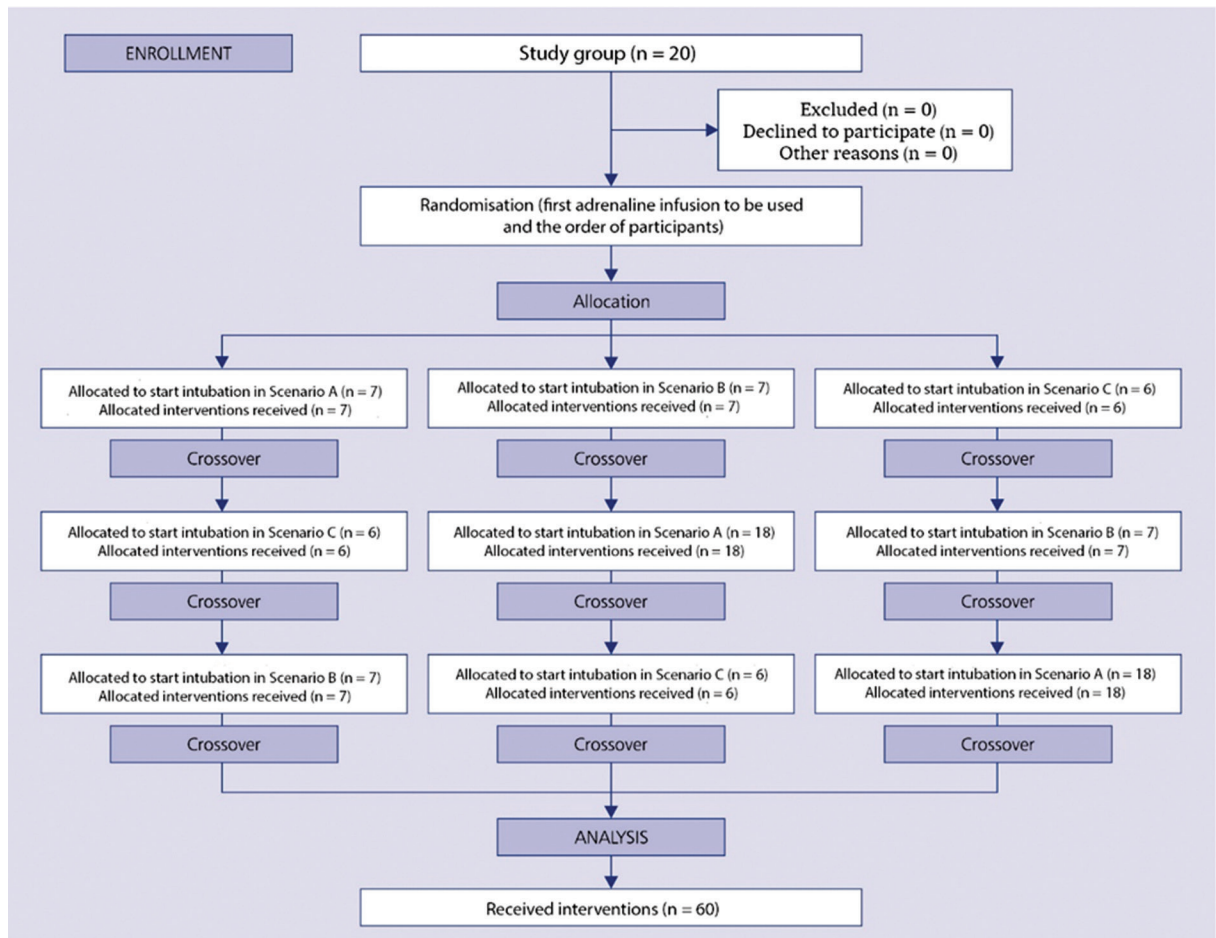 ENROLLMENT
Study group (n = 20)
Excluded (n = 0)
Declined to participate (n = 0)
Other reasons (n = 0)
Randomisation (first adrenaline infusion to be used
and the order of participants)
Allocation
Allocated to start intubation in Scenario A (n = 7)
Allocated interventions received (n = 7)
Allocated to start intubation in Scenario B (n = 7)
Allocated interventions received (n = 7)
Allocated to start intubation in Scenario C (n = 6)
Allocated interventions received (n = 6)
Crossover
Crossover
Crossover
Allocated to start intubation in Scenario C (n = 6)
Allocated interventions received (n = 6)
Allocated to start intubation in Scenario A (n = 18)
Allocated interventions received (n = 18)
Allocated to start intubation in Scenario B (n = 7)
Allocated interventions received (n = 7)
Crossover
Crossover
Crossover
Allocated to start intubation in Scenario B (n = 7)
Allocated interventions received (n = 7)
Allocated to start intubation in Scenario C (n = 6)
Allocated interventions received (n = 6)
Allocated to start intubation in Scenario A (n = 18)
Allocated interventions received (n = 18)
Crossover
Crossover
Crossover
ANALYSIS
Received interventions (n = 60)